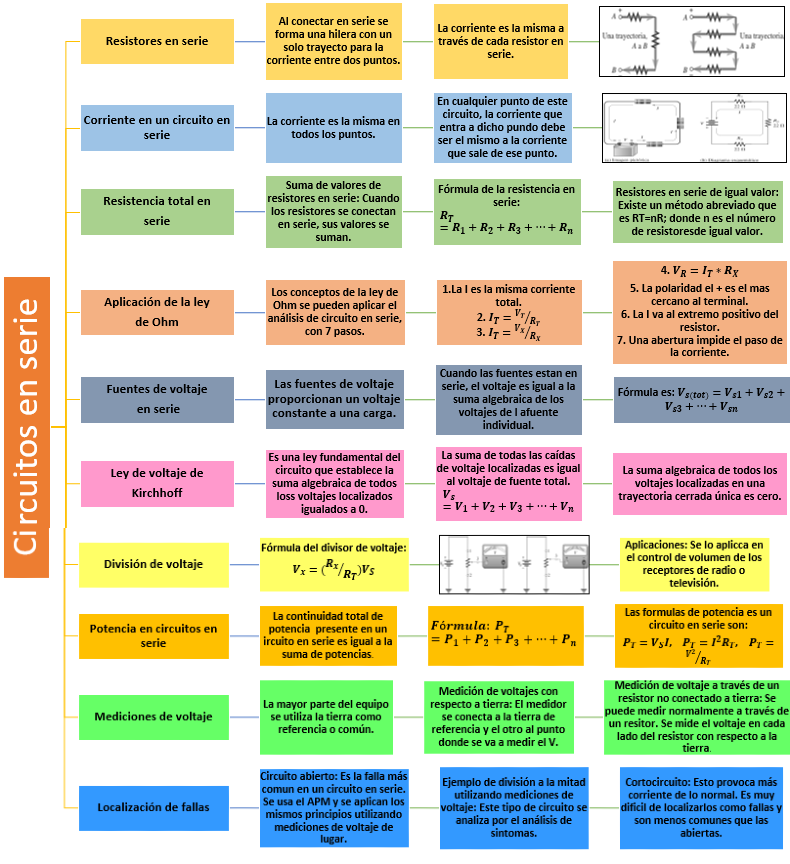 Circuitos en serie
Resistores en serie
Al conectar en serie se
forma una hilera con un
solo trayecto para la
corriente entre dos puntos.
La corriente es la misma a
través de cada resistor en
serie.
A
Una trayectoria,
A a B
B
A
Una trayectoria,
A a B
B
Corriente en un circuito en
serie
La corriente es la misma en
todos los puntos.
En cualquier punto de este
circuito, la corriente que
entra a dicho pundo debe
ser el mismo a la corriente
que sale de ese punto.
Resistencia total en
serie
Suma de valores de
resistores en serie: Cuando
los resistores se conectan
en serie, sus valores se
suman.
Fórmula de la resistencia en
serie:
R_T
= R_1 + R_2 + R_3 + ⋯ + R_n
Resistores en serie de igual valor:
Existe un método abreviado que
es RT=nR; donde n es el número
de resistoresde igual valor.
Aplicación de la ley
de Ohm
Los conceptos de la ley de
Ohm se pueden aplicar el
análisis de circuito en serie,
con 7 pasos.
1.La I es la misma corriente
total.
2. I_T = V_T/R_T
3. I_T = V_X/R_X
4. V_R = I_T * R_X
5. La polaridad el + es el mas
cercano al terminal.
6. La I va al extremo positivo del
resistor.
7. Una abertura impide el paso de
la corriente.
Fuentes de voltaje
en serie
Las fuentes de voltaje
proporcionan un voltaje
constante a una carga.
Cuando las fuentes estan en
serie, el voltaje es igual a la
suma algebraica de los
voltajes de l afuente
individual.
Fórmula es: V_s(tot) = V_s1 + V_s2 +
V_s3 + ⋯ + V_sn
Ley de voltaje de
Kirchhoff
Es una ley fundamental del
circuito que establece la
suma algebraica de todos
loss voltajes localizados
igualados a 0.
La suma de todas las caídas
de voltaje localizadas es igual
al voltaje de fuente total.
V_s
= V_1 + V_2 + V_3 + ⋯ + V_n
La suma algebraica de todos los
voltajes localizadas en una
trayectoria cerrada única es cero.
División de voltaje
Fórmula del divisor de voltaje:
V_x = (R_x/R_T)V_S
Aplicaciones: Se lo aplicca en
el control de volumen de los
receptores de radio o
televisión.
Potencia en circuitos en
serie
La continuidad total de
potencia presente en un
ircuito en serie es igual a la
suma de potencias.
Fórmula: P_T
= P_1 + P_2 + P_3 + ⋯ + P_n
Las formulas de potencia es un
circuito en serie son:
P_T = V_S I, P_T = I^2 R_T, P_T =
V^2/R_T
Mediciones de voltaje
La mayor parte del equipo
se utiliza la tierra como
referencia o común.
Medición de voltajes con
respecto a tierra: El medidor
se conecta a la tierra de
referencia y el otro al punto
donde se va a medir el V.
Medición de voltaje a través de un
resistor no conectado a tierra: Se
puede medir normalmente a través de
un resitor. Se mide el voltaje en cada
lado del resistor con respecto a la
tierra.
Localización de fallas
Circuito abierto: Es la falla más
comun en un circuito en serie.
Se usa el APM y se aplican los
mismos principios utilizando
mediciones de voltaje de
lugar.
Ejemplo de división a la mitad
utilizando mediciones de
voltaje: Este tipo de circuito se
analiza por el análisis de
sintomas.
Cortocircuito: Esto provoca más
corriente de lo normal. Es muy
dificil de localizarlos como fallas y
son menos comunes que las
abiertas.